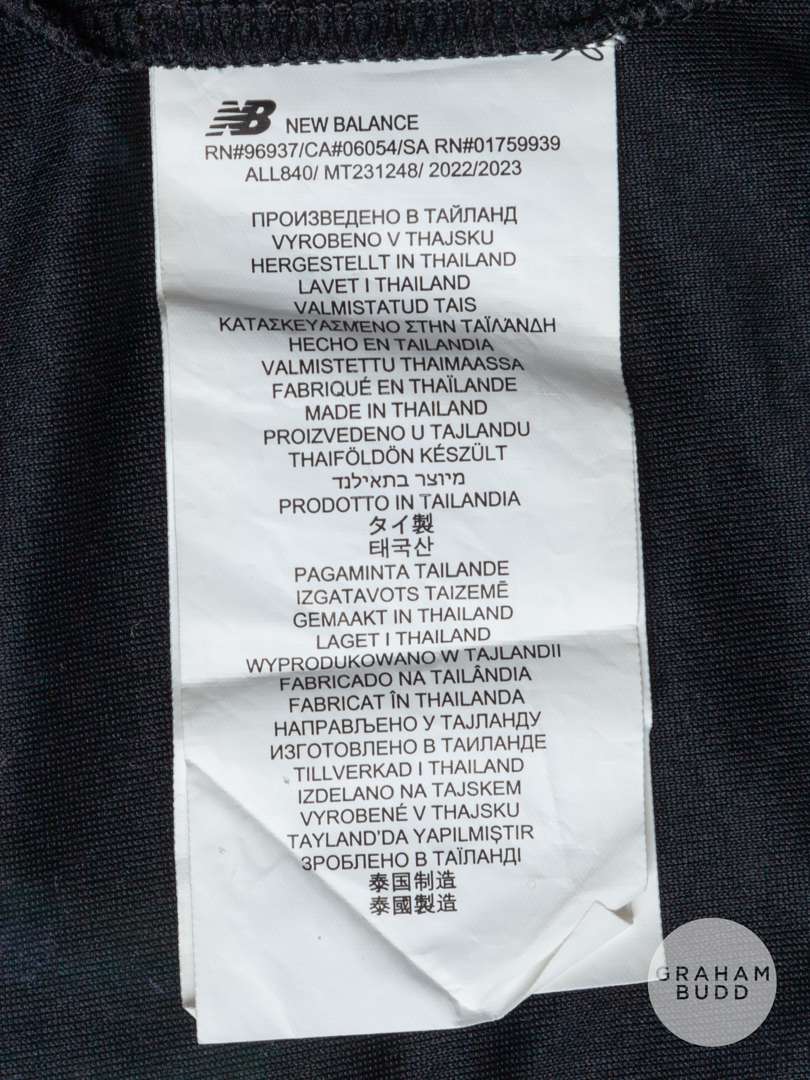 NB NEW BALANCE
RN#96937/CA#06054/SA RN#01759939
ALL840/ MT231248/ 2022/2023
ПРОИЗВЕДЕНО В ТАЙЛАНД
VYROBENO V THAJSKU
HERGESTELLT IN THAILAND
LAVET I THAILAND
VALMISTATUD TAIS
ΚΑΤΑΣΚΕΥΑΣΜΕΝΟ ΣΤΗΝ ΤΑΪΛΆΝΔΗ
HECHO EN TAILANDIA
VALMISTETTU THAIMAASSA
FABRIQUÉ EN THAÏLANDE
MADE IN THAILAND
PROIZVEDENO U TAJLANDU
THAIFÖLDÖN KÉSZÜLT
מיוצר בתאילנד
PRODOTTO IN TAILANDIA
タイ製
태국산
PAGAMINTA TAILANDE
IZGATAVOTS TAIZEMĒ
GEMAAKT IN THAILAND
LAGET I THAILAND
WYPRODUKOWANO W TAJLANDII
FABRICADO NA TAILÂNDIA
FABRICAT ÎN THAILANDA
НАПРАВЉЕНО У ТАЈЛАНДУ
ИЗГОТОВЛЕНО В ТАИЛАНДЕ
TILLVERKAD I THAILAND
IZDELANO NA TAJSKEM
VYROBENÉ V THAJSKU
TAYLAND'DA YAPILMIŞTIR
ЗРОБЛЕНО В ТАЇЛАНДІ
泰国制造
泰國製造
GRAHAM
BUDD